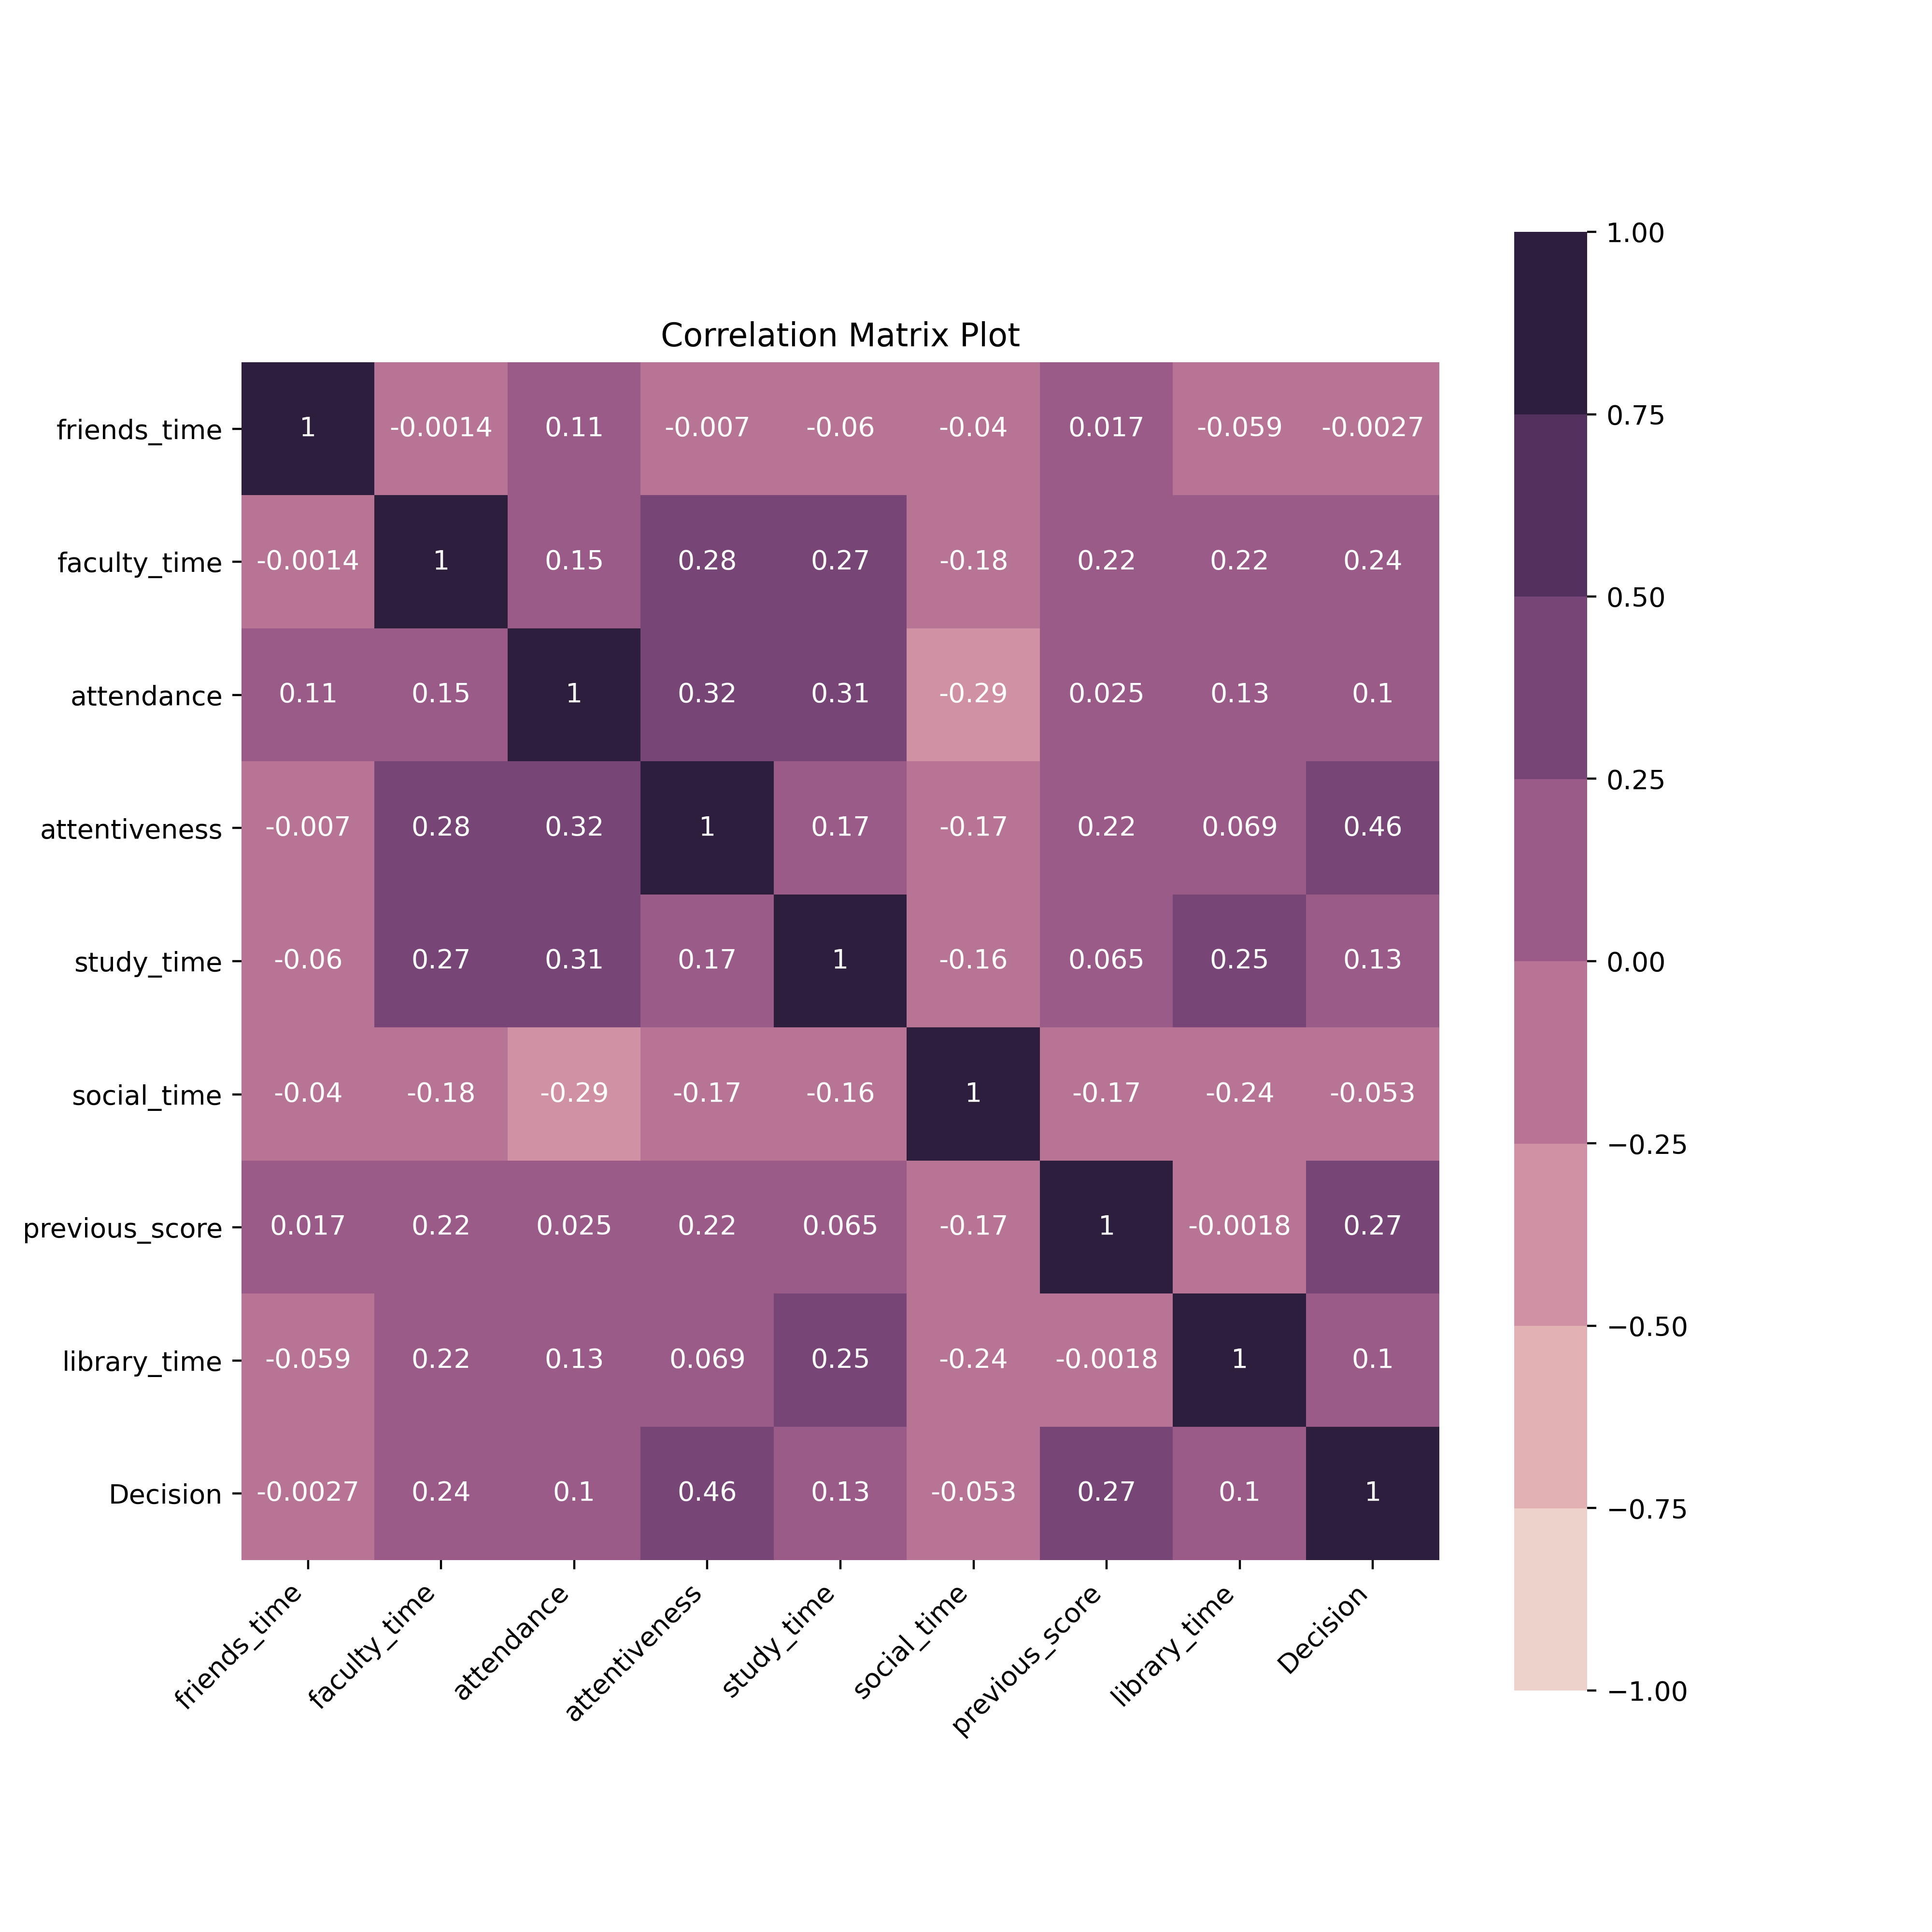 Correlation Matrix Plot
friends_time 1 -0.0014 0.11 -0.007 -0.06 -0.04 0.017 -0.059 -0.0027
faculty_time -0.0014 1 0.15 0.28 0.27 -0.18 0.22 0.22 0.24
attendance 0.11 0.15 1 0.32 0.31 -0.29 0.025 0.13 0.1
attentiveness -0.007 0.28 0.32 1 0.17 -0.17 0.22 0.069 0.46
study_time -0.06 0.27 0.31 0.17 1 -0.16 0.065 0.25 0.13
social_time -0.04 -0.18 -0.29 -0.17 -0.16 1 -0.17 -0.24 -0.053
previous_score 0.017 0.22 0.025 0.22 0.065 -0.17 1 -0.0018 0.27
library_time -0.059 0.22 0.13 0.069 0.25 -0.24 -0.0018 1 0.1
Decision -0.0027 0.24 0.1 0.46 0.13 -0.053 0.27 0.1 1
friends_time faculty_time attendance attentiveness study_time social_time previous_score library_time Decision
1.00
0.75
0.50
0.25
0.00
−0.25
−0.50
−0.75
−1.00